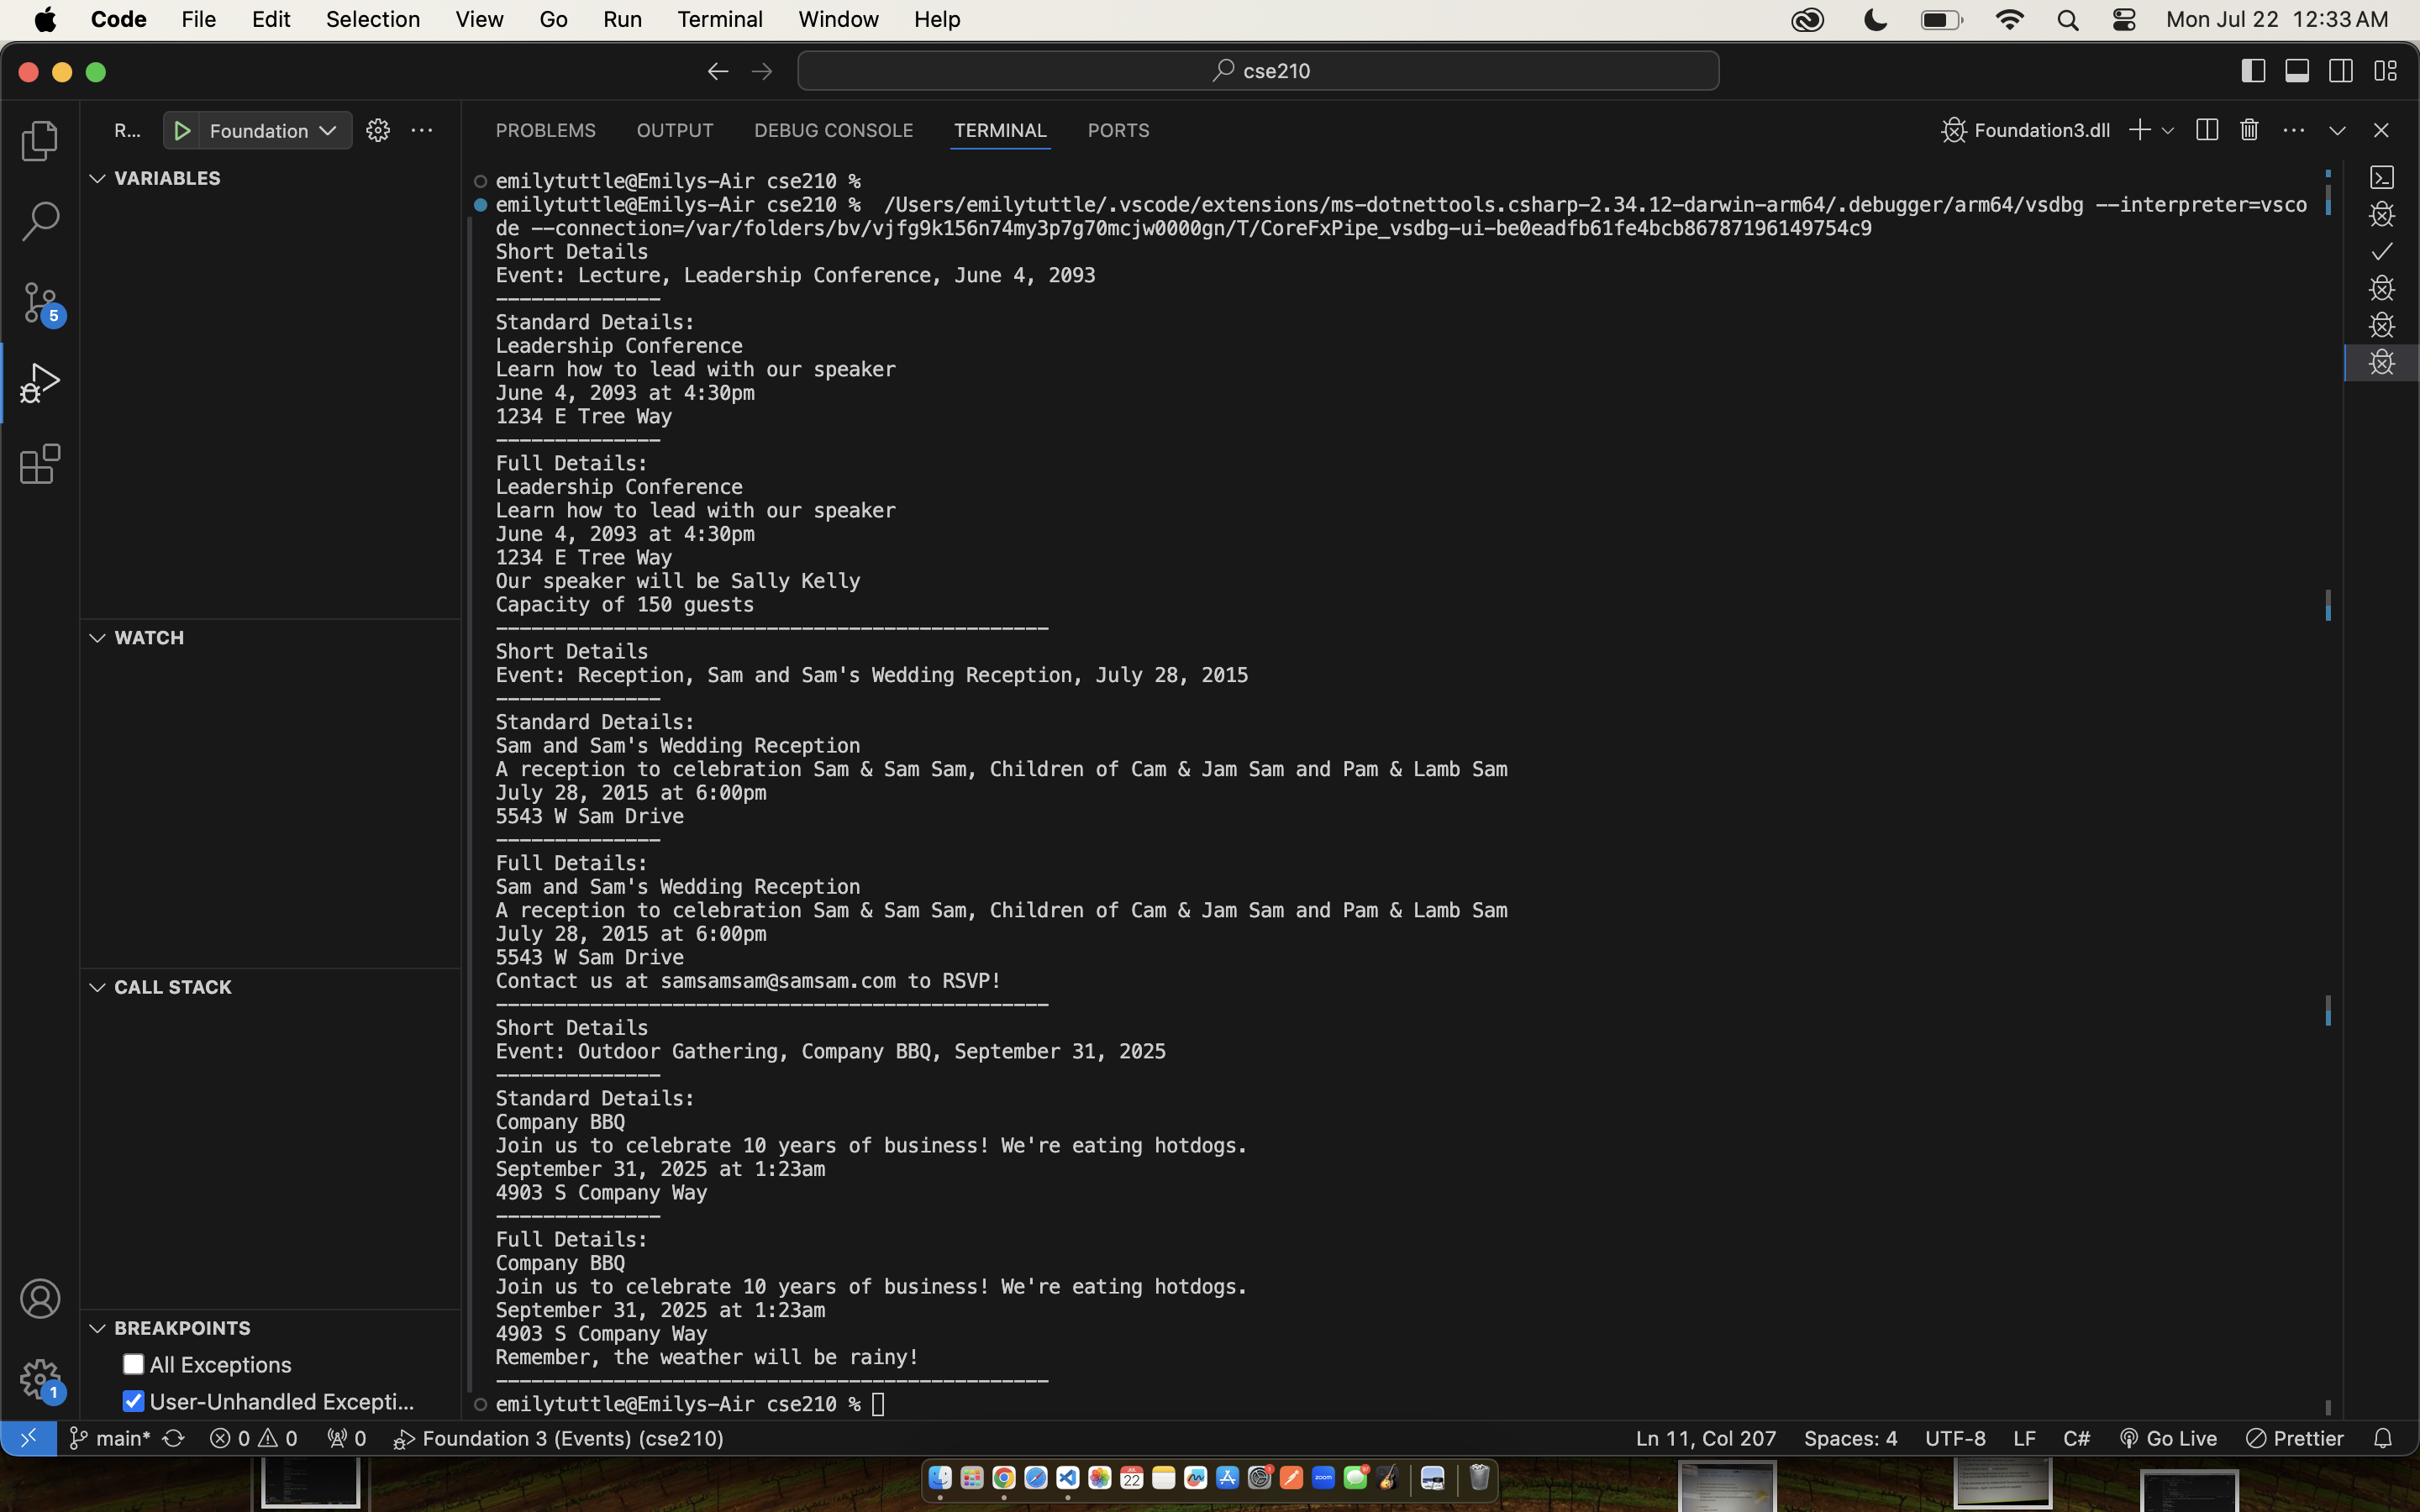 Code File Edit Selection View Go Run Terminal Window Help Mon Jul 22 12:33 AM
cse210
R... Foundation PROBLEMS OUTPUT DEBUG CONSOLE TERMINAL PORTS Foundation3.dll
VARIABLES
WATCH
CALL STACK
BREAKPOINTS
All Exceptions
User-Unhandled Excepti...
5
1
emilytuttle@Emilys-Air cse210 %
emilytuttle@Emilys-Air cse210 %  /Users/emilytuttle/.vscode/extensions/ms-dotnettools.csharp-2.34.12-darwin-arm64/.debugger/arm64/vsdbg --interpreter=vsco
de --connection=/var/folders/bv/vjfg9k156n74my3p7g70mcjw0000gn/T/CoreFxPipe_vsdbg-ui-be0eadfb61fe4bcb86787196149754c9
Short Details
Event: Lecture, Leadership Conference, June 4, 2093
--------------
Standard Details:
Leadership Conference
Learn how to lead with our speaker
June 4, 2093 at 4:30pm
1234 E Tree Way
--------------
Full Details:
Leadership Conference
Learn how to lead with our speaker
June 4, 2093 at 4:30pm
1234 E Tree Way
Our speaker will be Sally Kelly
Capacity of 150 guests
-----------------------------------------------
Short Details
Event: Reception, Sam and Sam's Wedding Reception, July 28, 2015
--------------
Standard Details:
Sam and Sam's Wedding Reception
A reception to celebration Sam & Sam Sam, Children of Cam & Jam Sam and Pam & Lamb Sam
July 28, 2015 at 6:00pm
5543 W Sam Drive
--------------
Full Details:
Sam and Sam's Wedding Reception
A reception to celebration Sam & Sam Sam, Children of Cam & Jam Sam and Pam & Lamb Sam
July 28, 2015 at 6:00pm
5543 W Sam Drive
Contact us at samsamsam@samsam.com to RSVP!
-----------------------------------------------
Short Details
Event: Outdoor Gathering, Company BBQ, September 31, 2025
--------------
Standard Details:
Company BBQ
Join us to celebrate 10 years of business! We're eating hotdogs.
September 31, 2025 at 1:23am
4903 S Company Way
--------------
Full Details:
Company BBQ
Join us to celebrate 10 years of business! We're eating hotdogs.
September 31, 2025 at 1:23am
4903 S Company Way
Remember, the weather will be rainy!
-----------------------------------------------
emilytuttle@Emilys-Air cse210 %
main* 0 0 0 Foundation 3 (Events) (cse210) Ln 11, Col 207 Spaces: 4 UTF-8 LF C# Go Live Prettier
22 zoom